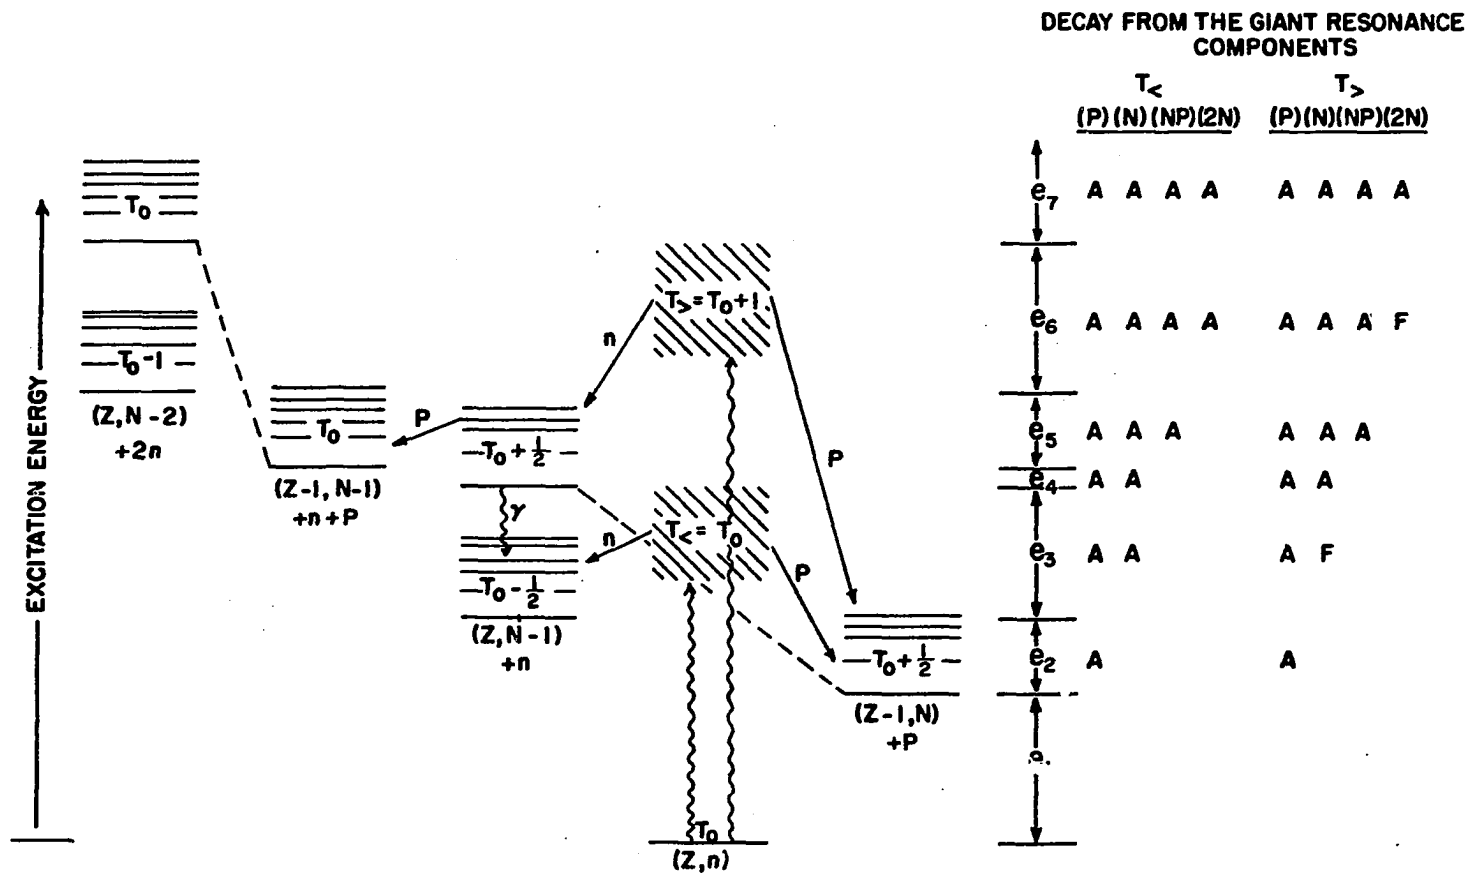 DECAY FROM THE GIANT RESONANCE
COMPONENTS
T< T>
(P)(N)(NP)(2N) (P)(N)(NP)(2N)
e7 A A A A A A A A
e6 A A A A A A A F
e5 A A A A A A
e4 A A A A
e3 A A A F
e2 A A
EXCITATION ENERGY
T0
T0-1
(Z,N-2)
+2n
T0
(Z-1,N-1)
+n+P
P
T0+1/2
γ
T0-1/2
(Z,N-1)
+n
n
T>=T0+1
n
T<=T0
P
P
T0+1/2
(Z-1,N)
+P
T0
(Z,n)